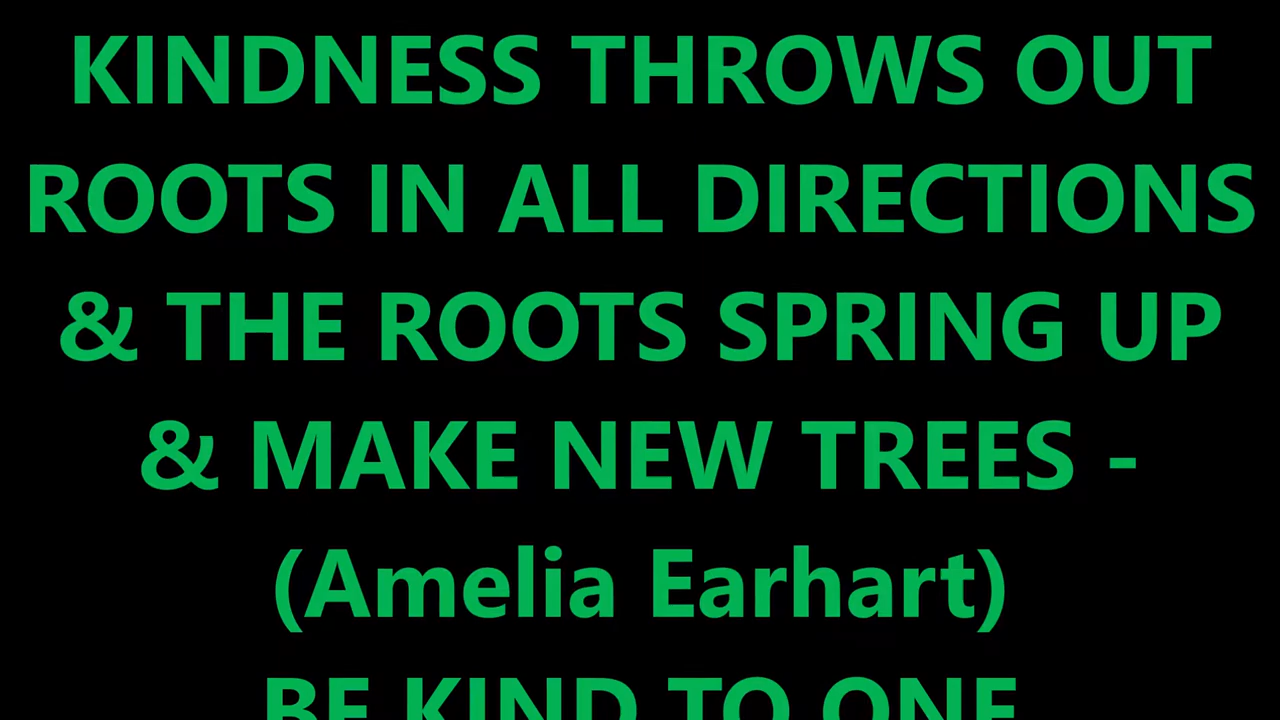 KINDNESS THROWS OUT
ROOTS IN ALL DIRECTIONS
& THE ROOTS SPRING UP
& MAKE NEW TREES -
(Amelia Earhart)
BE KIND TO ONE